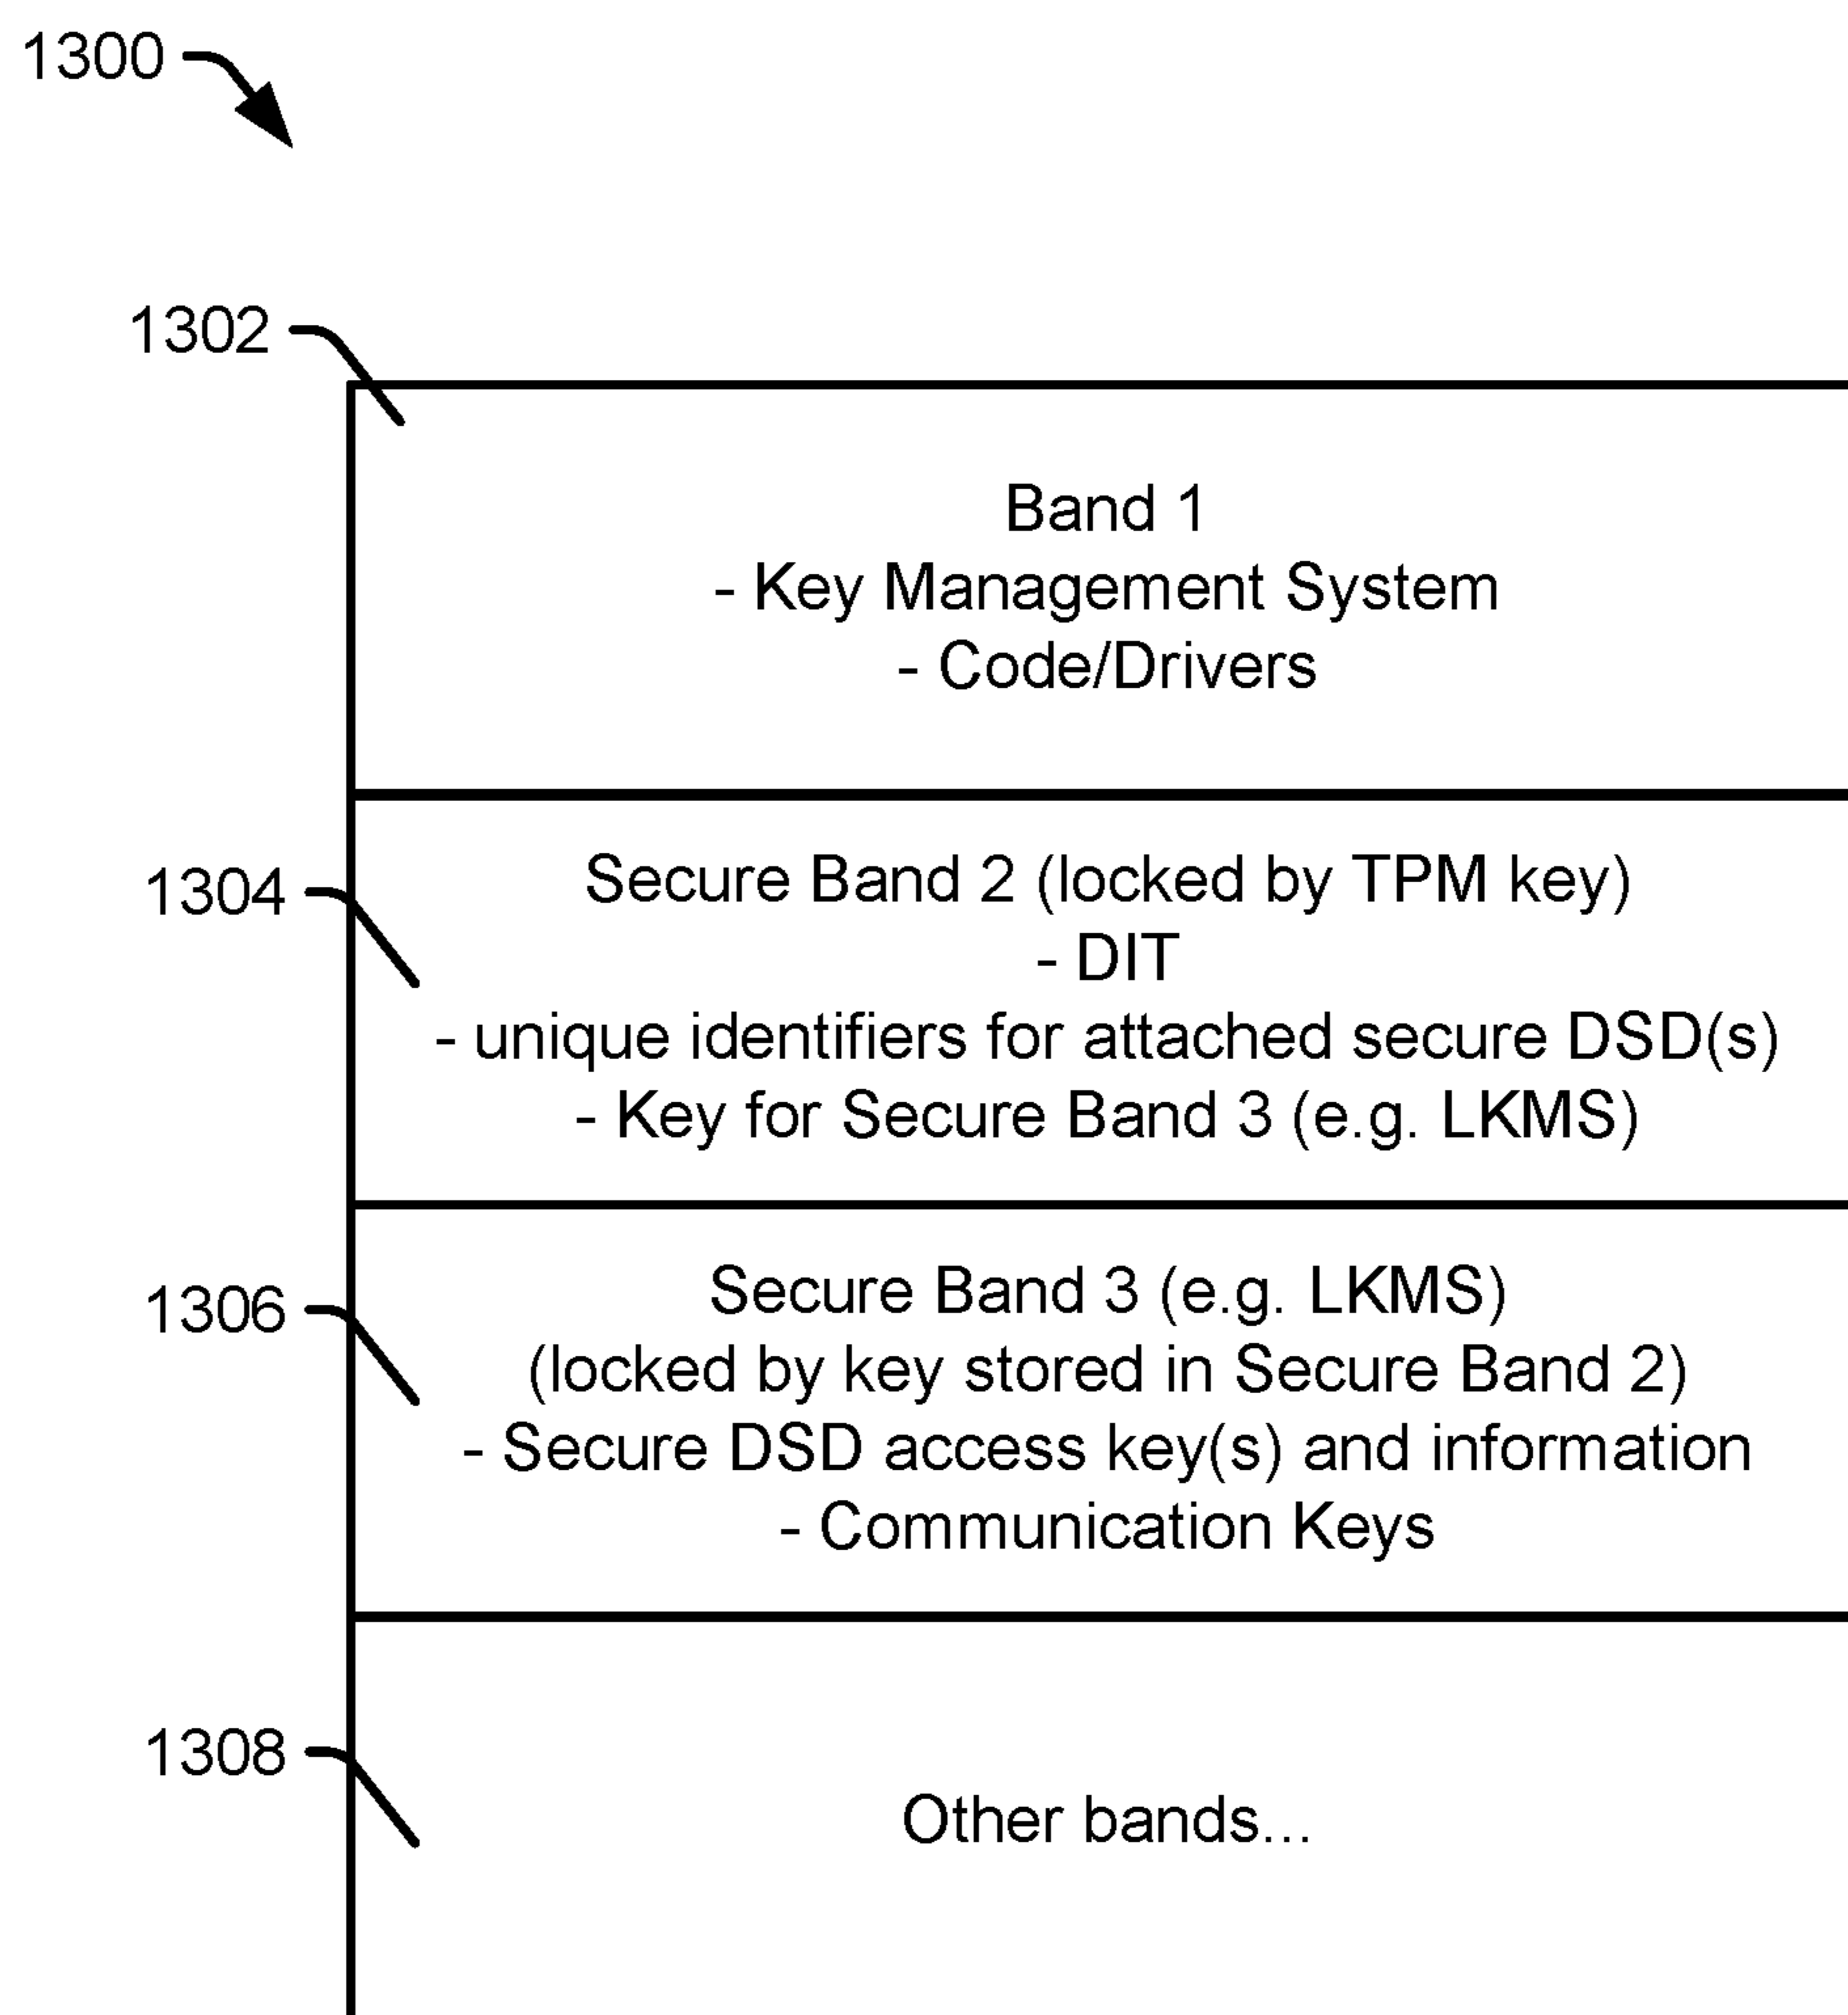 1300
1302
Band 1
- Key Management System
- Code/Drivers
1304
Secure Band 2 (locked by TPM key)
- DIT
- unique identifiers for attached secure DSD(s)
- Key for Secure Band 3 (e.g. LKMS)
1306
Secure Band 3 (e.g. LKMS)
(locked by key stored in Secure Band 2)
- Secure DSD access key(s) and information
- Communication Keys
1308
Other bands...